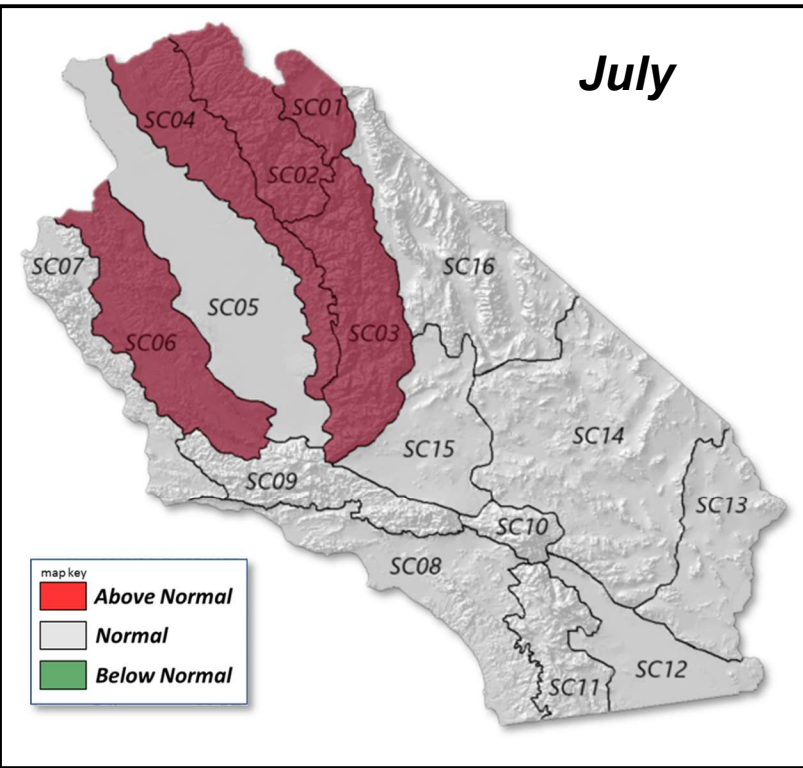 July
SC01
SC04
SC02
SC07
SC16
SC05
SC06
SC03
SC14
SC15
SC09
SC13
SC10
SC08
SC12
SC11
map key
Above Normal
Normal
Below Normal